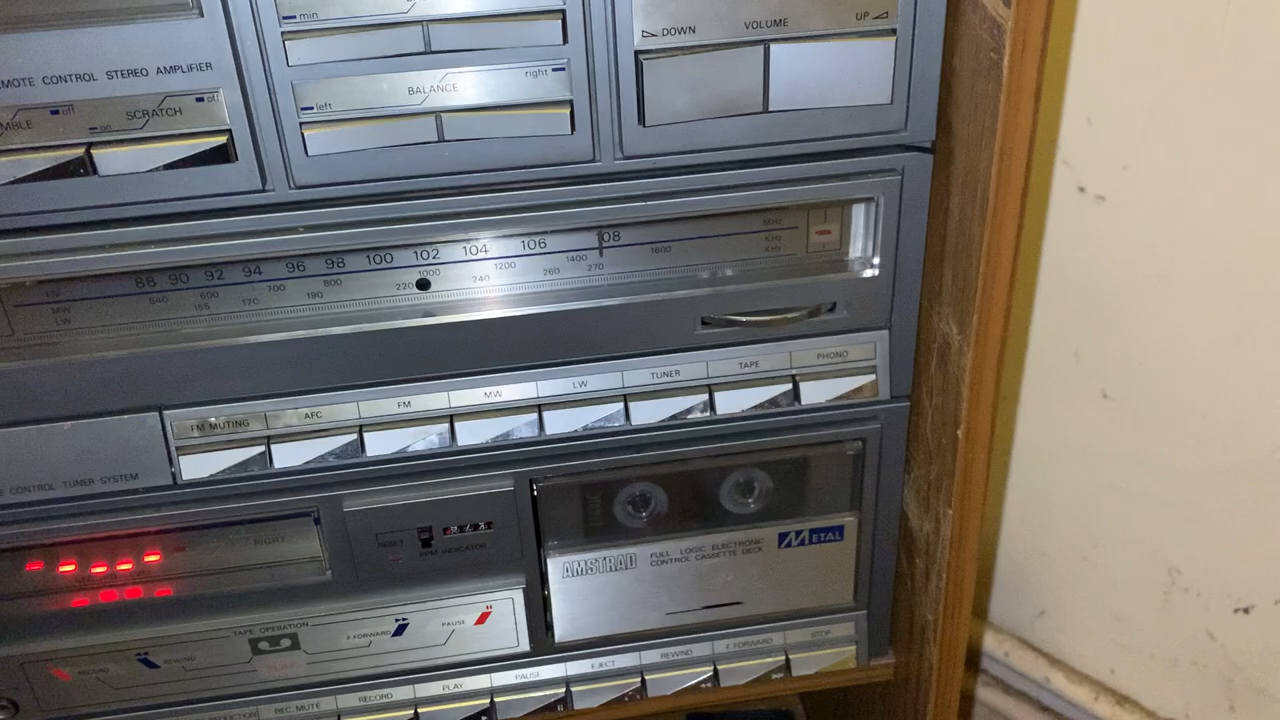 min
DOWN VOLUME UP
MOTE CONTROL STEREO AMPLIFIER
left BALANCE right
MBLE off SCRATCH off
on
88 90 92 94 96 98 100 102 104 106 108 MHz
MW 540 600 700 800 1000 1200 1400 1600 KHz
LW 165 170 190 220 240 260 270 KHz
FM MUTING AFC FM MW LW TUNER TAPE PHONO
E CONTROL TUNER SYSTEM
RIGHT
RESET
PPM INDICATOR
AMSTRAD
FULL LOGIC ELECTRONIC
CONTROL CASSETTE DECK
METAL
TAPE OPERATION
RECORD REWIND F.FORWARD PAUSE
REC MUTE RECORD PLAY PAUSE EJECT REWIND F.FORWARD STOP